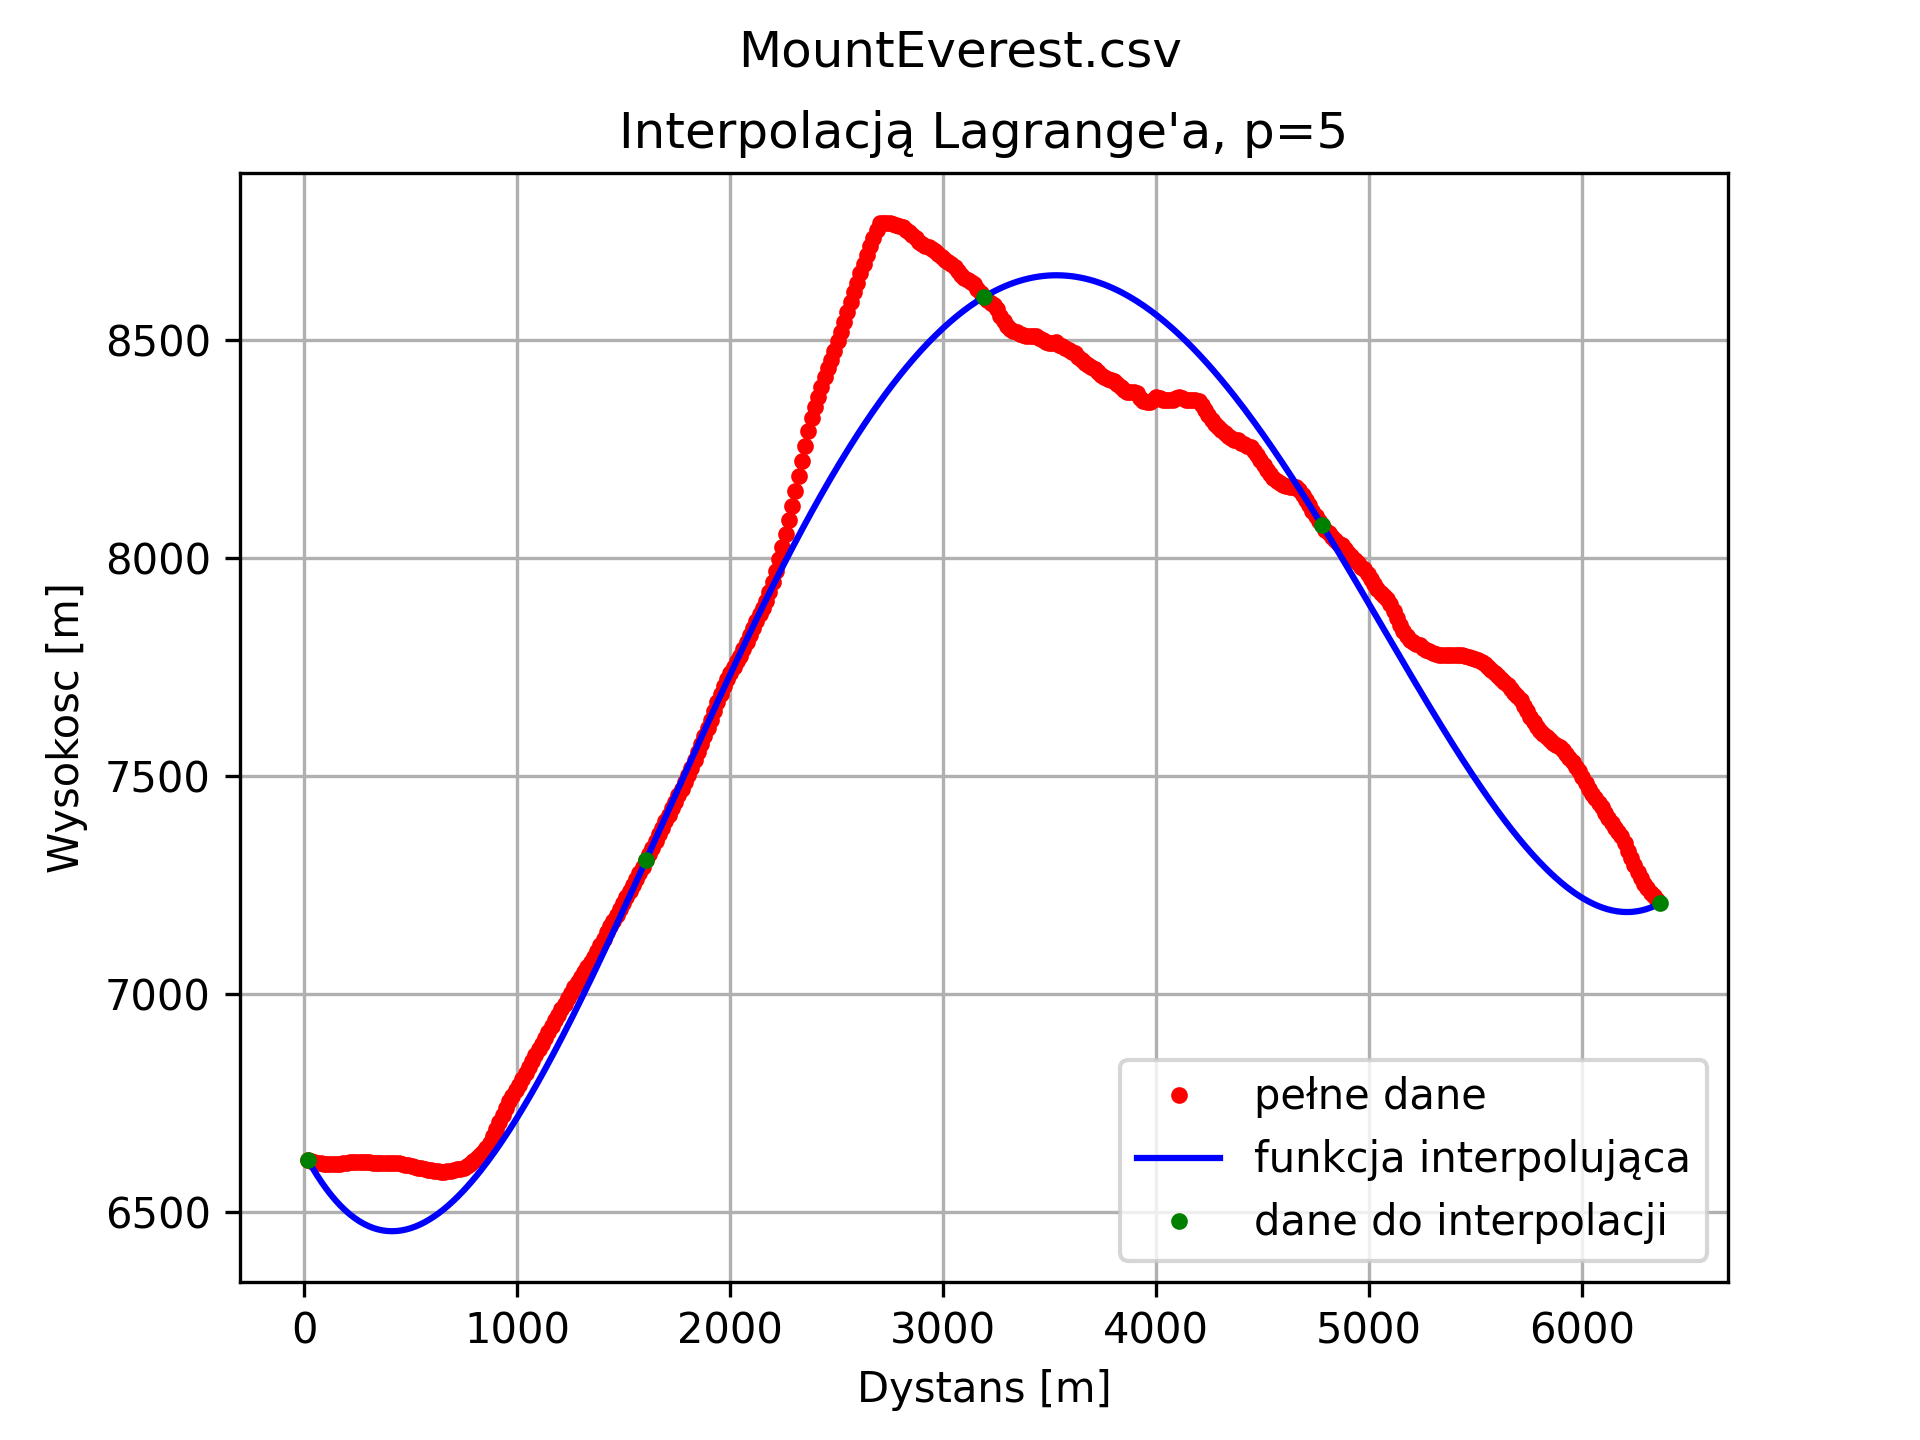 MountEverest.csv
Interpolacją Lagrange'a, p=5
Wysokosc [m]
8500
8000
7500
7000
6500
0 1000 2000 3000 4000 5000 6000
Dystans [m]
pełne dane
funkcja interpolująca
dane do interpolacji